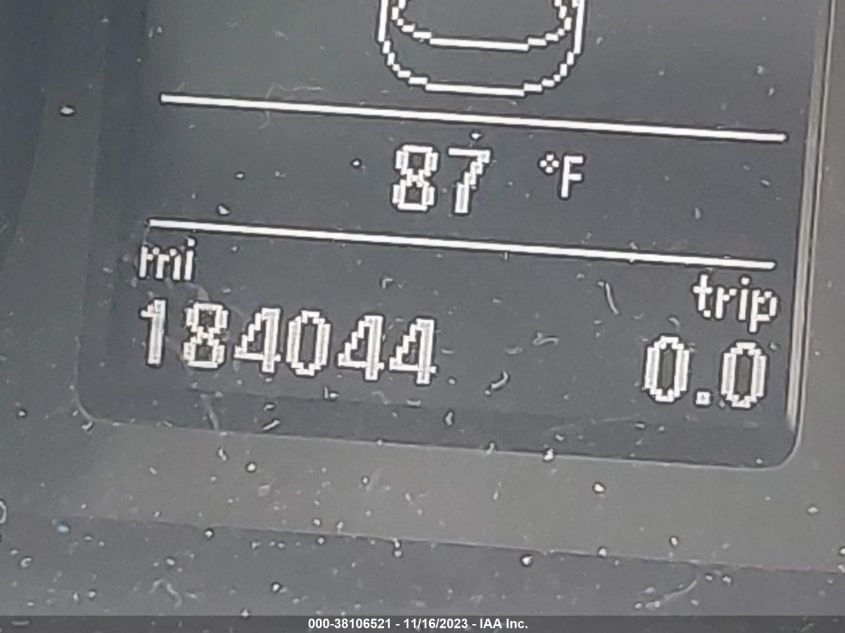 87 °F
mi
trip
184044
0.0
000-38106521 - 11/16/2023 - IAA Inc.